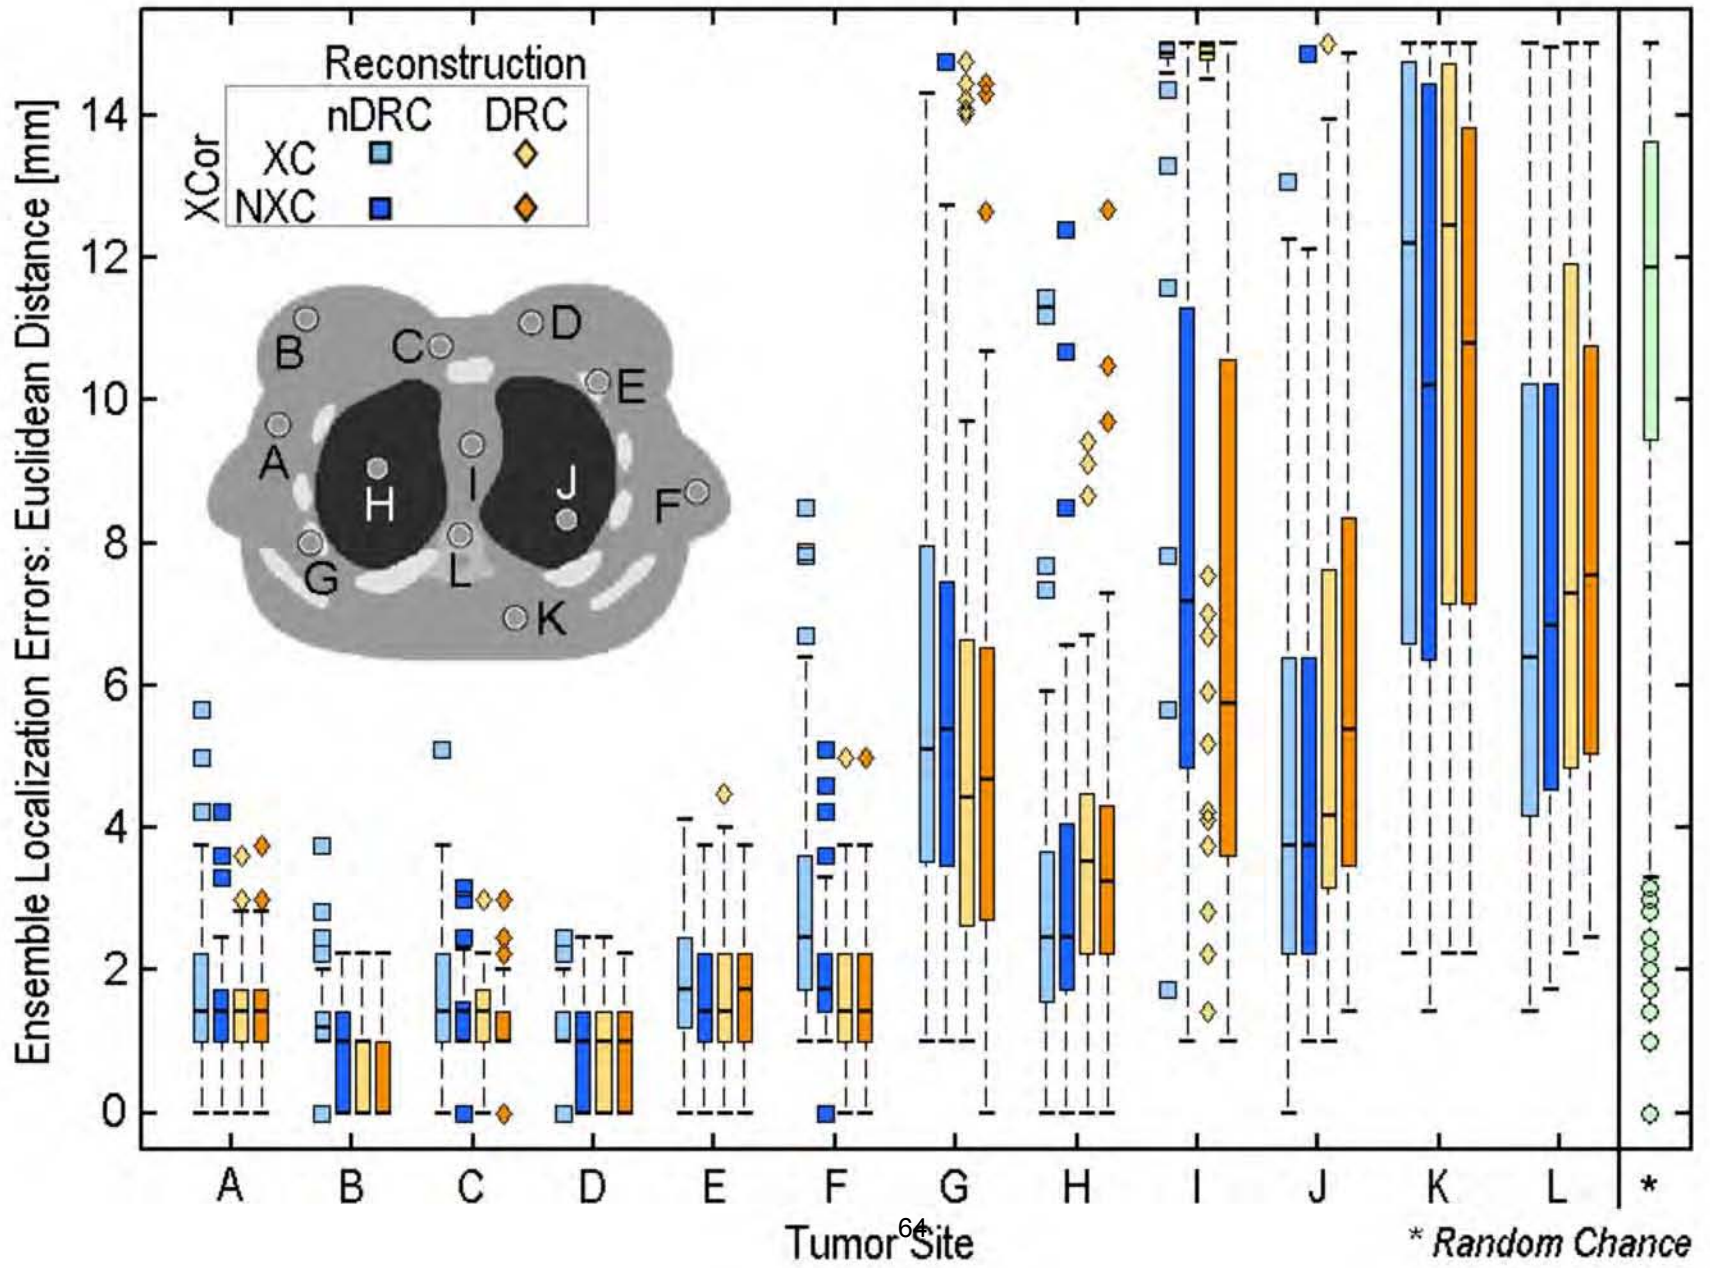 Reconstruction
nDRC DRC
XCor
XC
NXC
Ensemble Localization Errors: Euclidean Distance [mm]
14
12
10
8
6
4
2
0
B
C
D
E
A
H
I
J
F
G
L
K
A B C D E F G H I J K L *
64
Tumor Site
* Random Chance